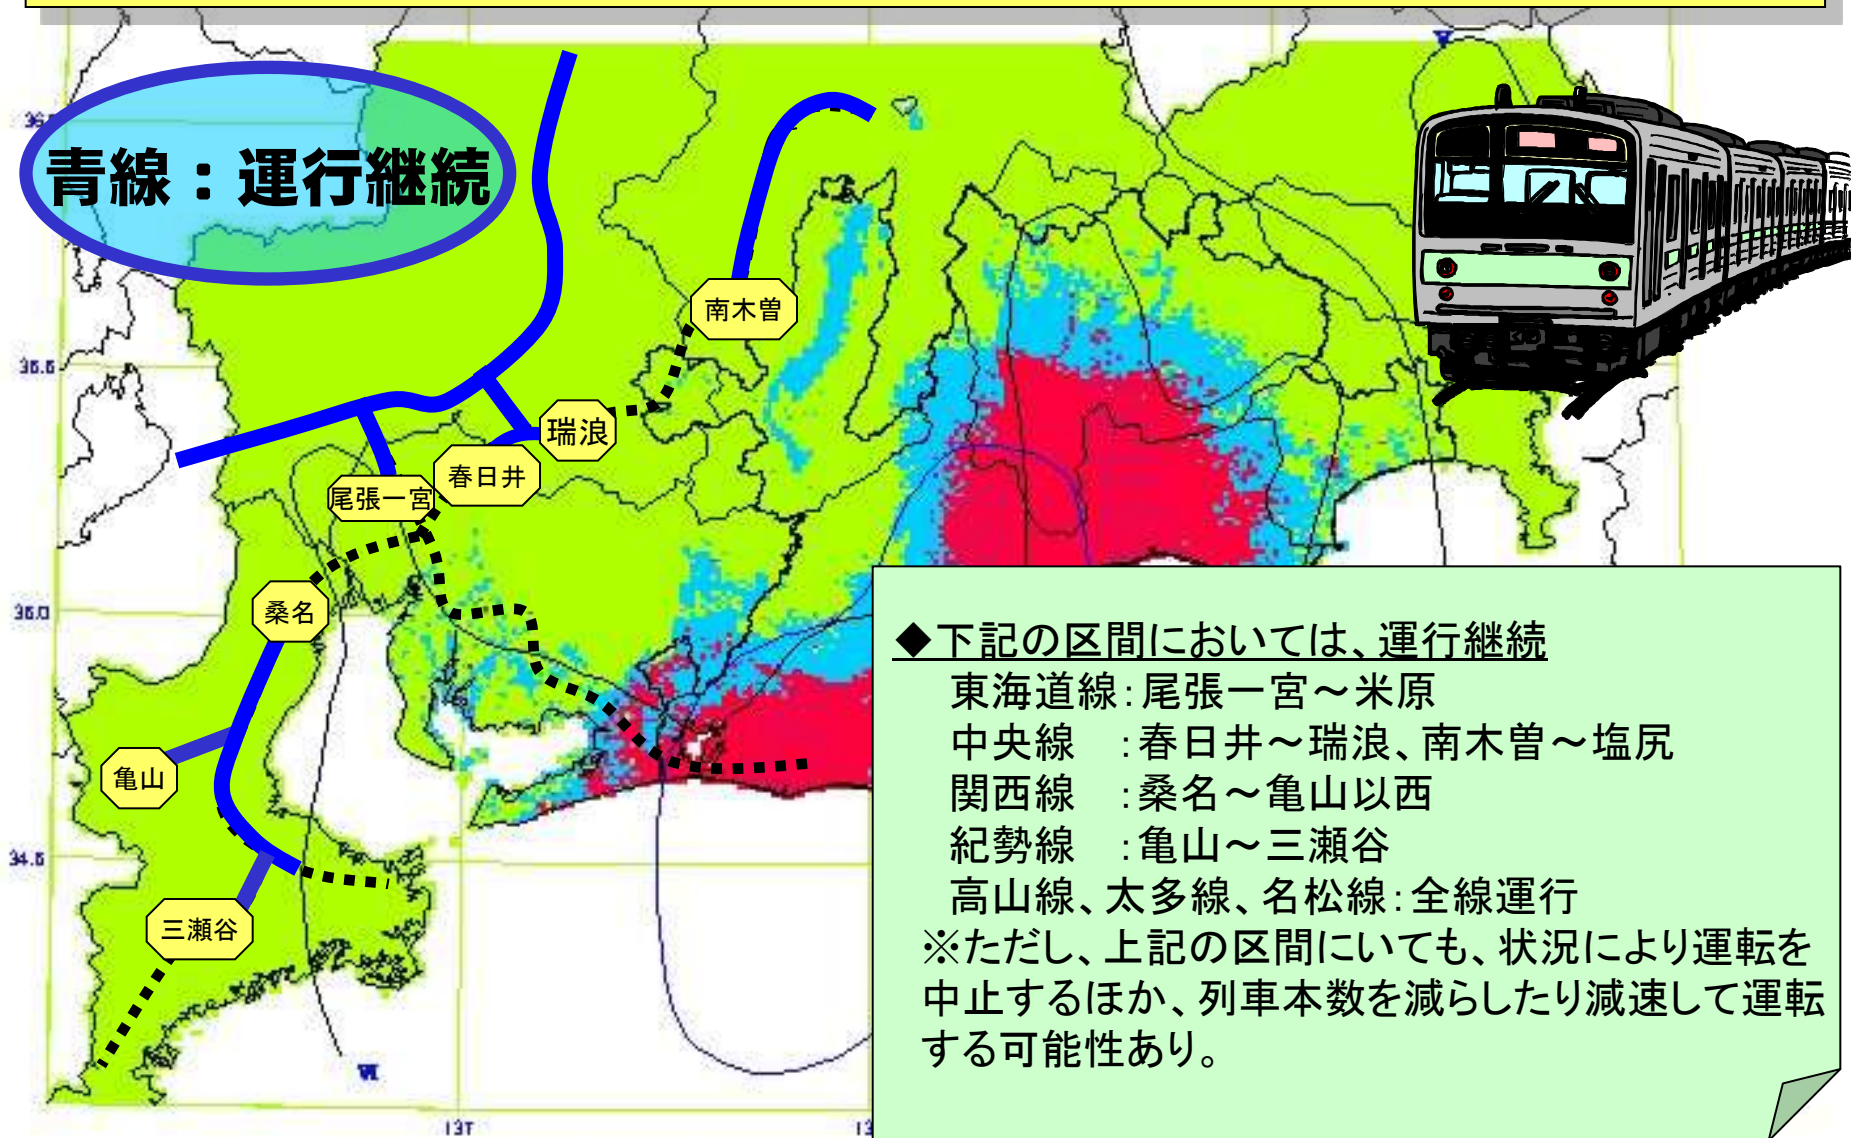 青線：運行継続
南木曽
瑞浪
春日井
尾張一宮
桑名
亀山
三瀬谷
◆下記の区間においては、運行継続
東海道線：尾張一宮～米原
中央線　：春日井～瑞浪、南木曽～塩尻
関西線　：桑名～亀山以西
紀勢線　：亀山～三瀬谷
高山線、太多線、名松線：全線運行
※ただし、上記の区間にいても、状況により運転を
中止するほか、列車本数を減らしたり減速して運転
する可能性あり。
34.5
137